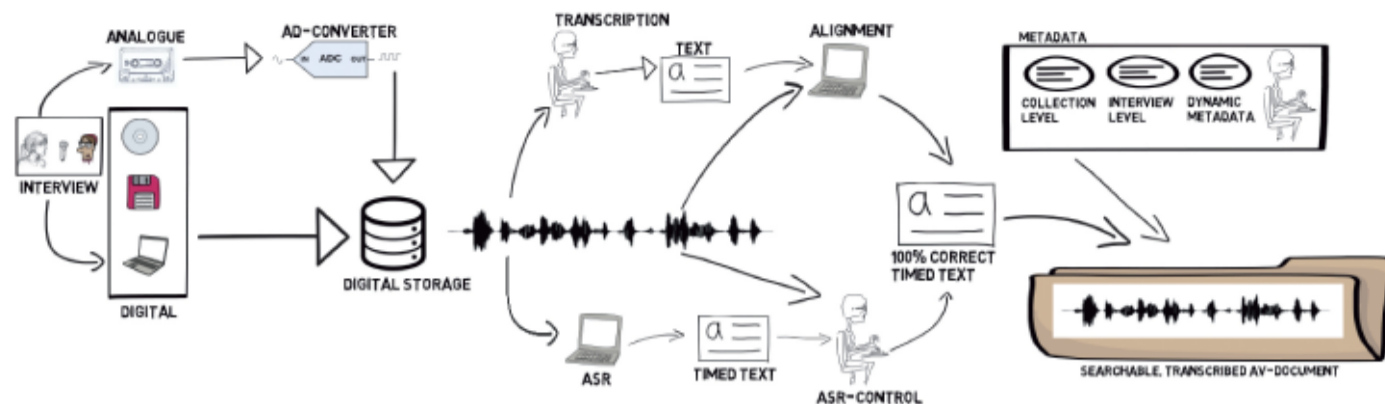 ANALOGUE
AD-CONVERTER
IN ADC OUT
INTERVIEW
DIGITAL
DIGITAL STORAGE
TRANSCRIPTION
TEXT
a
ALIGNMENT
ASR
a
TIMED TEXT
ASR-CONTROL
a
100% CORRECT
TIMED TEXT
METADATA
COLLECTION
LEVEL
INTERVIEW
LEVEL
DYNAMIC
METADATA
SEARCHABLE, TRANSCRIBED AV-DOCUMENT